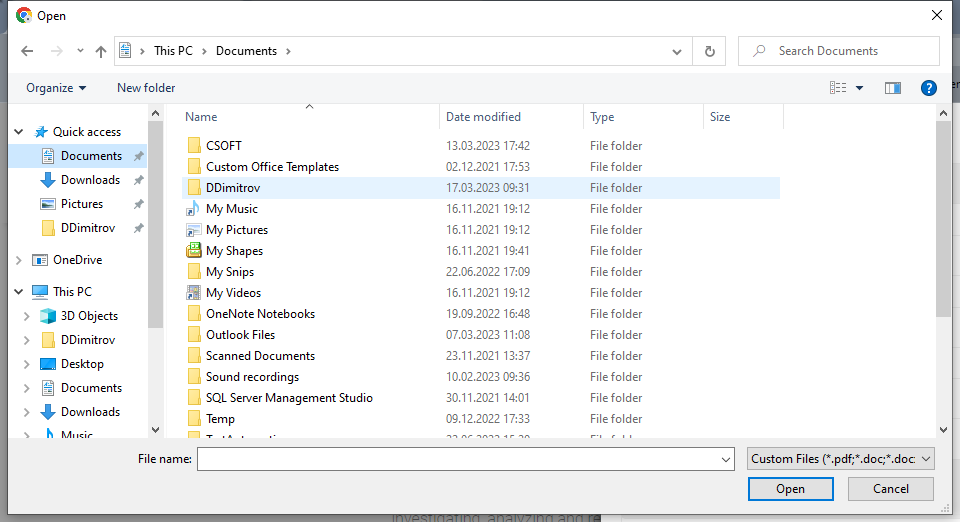 Open
This PC > Documents >
Search Documents
Organize
New folder
Name Date modified Type Size
Quick access
Documents
Downloads
Pictures
DDimitrov
OneDrive
This PC
3D Objects
DDimitrov
Desktop
Documents
Downloads
Music
CSOFT 13.03.2023 17:42 File folder
Custom Office Templates 02.12.2021 17:53 File folder
DDimitrov 17.03.2023 09:31 File folder
My Music 16.11.2021 19:12 File folder
My Pictures 16.11.2021 19:12 File folder
My Shapes 16.11.2021 19:41 File folder
My Snips 22.06.2022 17:09 File folder
My Videos 16.11.2021 19:12 File folder
OneNote Notebooks 19.09.2022 16:48 File folder
Outlook Files 07.03.2023 11:08 File folder
Scanned Documents 23.11.2021 13:37 File folder
Sound recordings 10.02.2023 09:36 File folder
SQL Server Management Studio 30.11.2021 14:01 File folder
Temp 09.12.2022 17:33 File folder
File folder
File name:
Custom Files (*.pdf;*.doc;*.doc:
Open
Cancel
investigating, analyzing and re